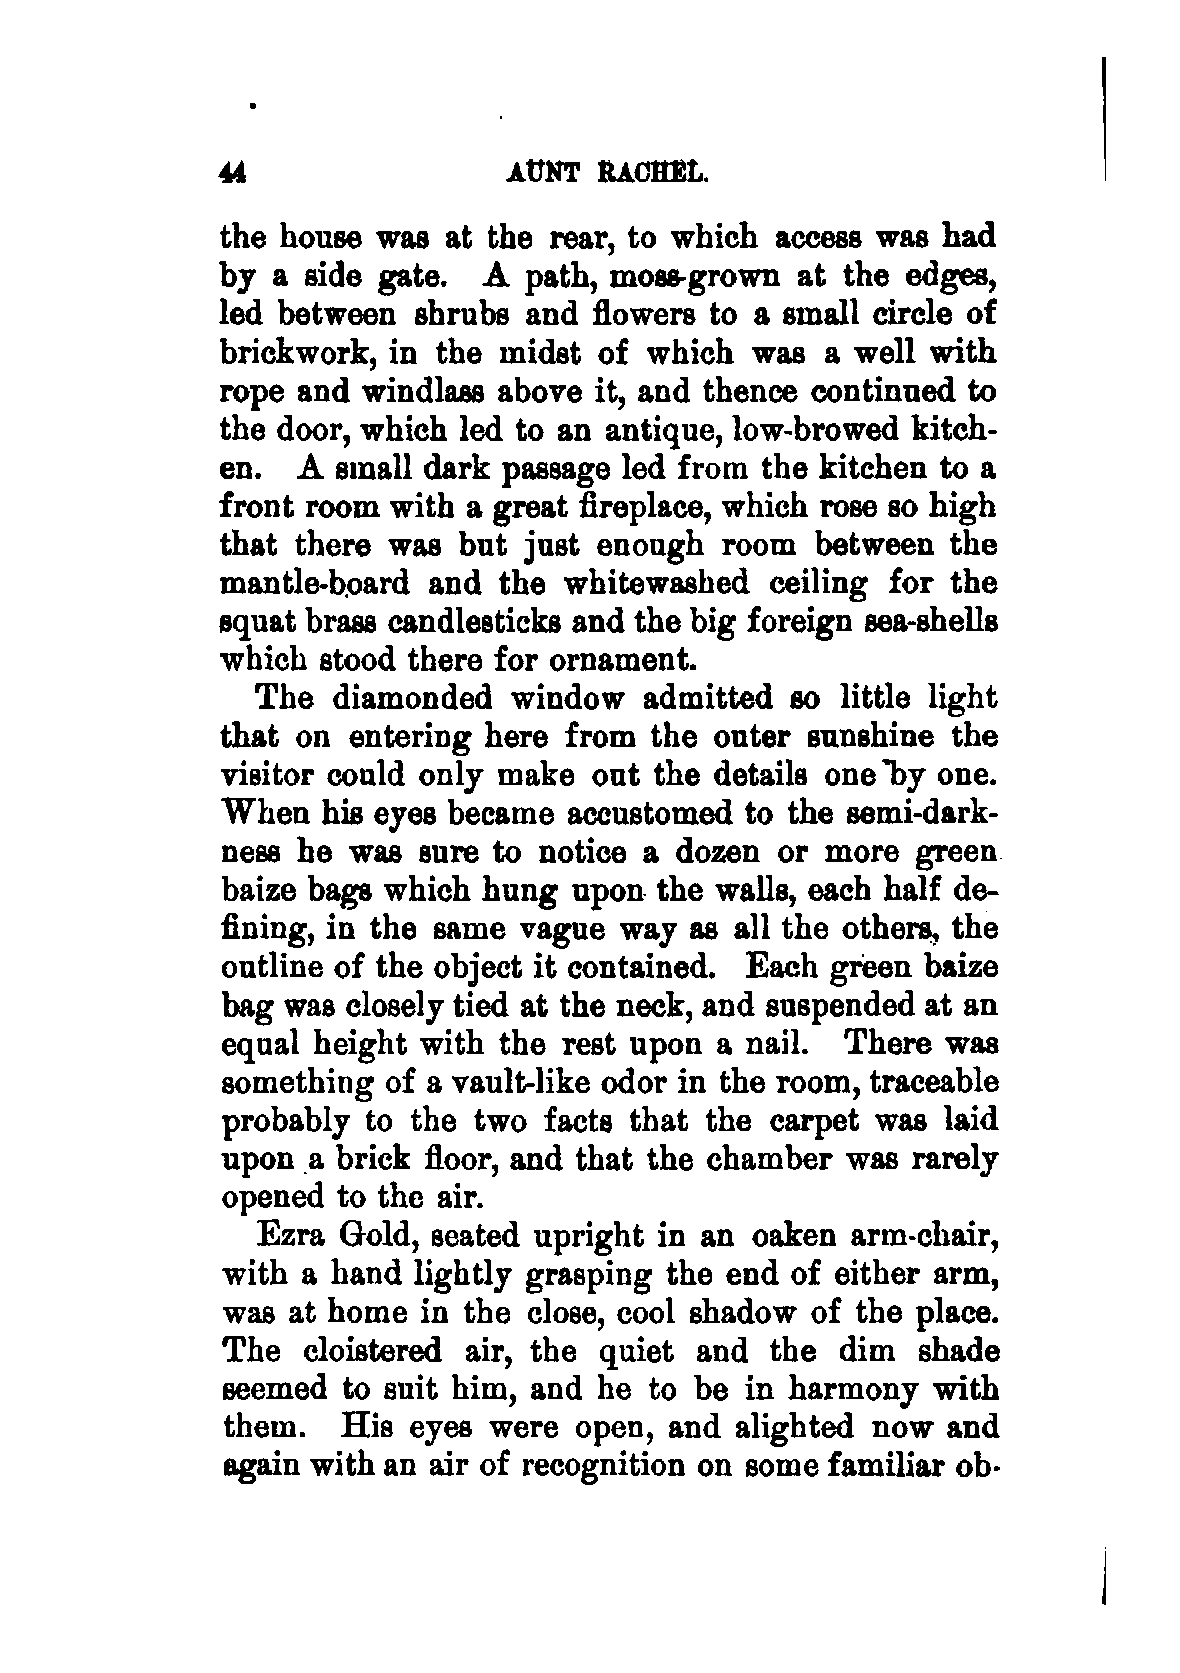 44 AUNT RACHEL.
the house was at the rear, to which access was had
by a side gate. A path, moss-grown at the edges,
led between shrubs and flowers to a small circle of
brickwork, in the midst of which was a well with
rope and windlass above it, and thence continued to
the door, which led to an antique, low-browed kitch-
en. A small dark passage led from the kitchen to a
front room with a great fireplace, which rose so high
that there was but just enough room between the
mantle-board and the whitewashed ceiling for the
squat brass candlesticks and the big foreign sea-shells
which stood there for ornament.
The diamonded window admitted so little light
that on entering here from the outer sunshine the
visitor could only make out the details one by one.
When his eyes became accustomed to the semi-dark-
ness he was sure to notice a dozen or more green
baize bags which hung upon the walls, each half de-
fining, in the same vague way as all the others, the
outline of the object it contained. Each green baize
bag was closely tied at the neck, and suspended at an
equal height with the rest upon a nail. There was
something of a vault-like odor in the room, traceable
probably to the two facts that the carpet was laid
upon a brick floor, and that the chamber was rarely
opened to the air.
Ezra Gold, seated upright in an oaken arm-chair,
with a hand lightly grasping the end of either arm,
was at home in the close, cool shadow of the place.
The cloistered air, the quiet and the dim shade
seemed to suit him, and he to be in harmony with
them. His eyes were open, and alighted now and
again with an air of recognition on some familiar ob-